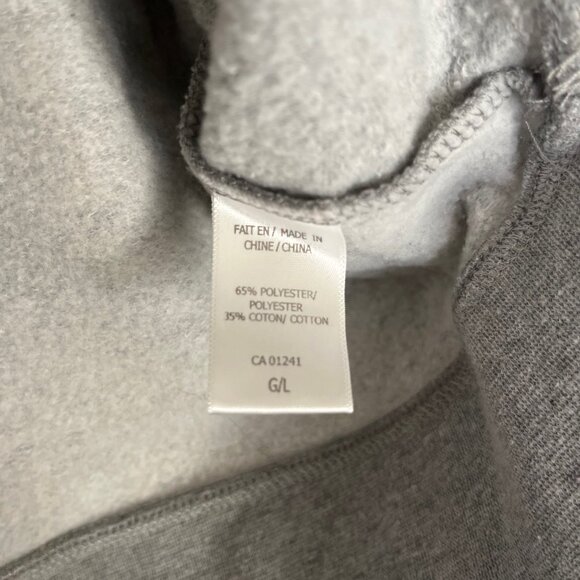 FAIT EN/ MADE IN
CHINE/CHINA
65% POLYESTER/
POLYESTER
35% COTON/ COTTON
CA 01241
G/L